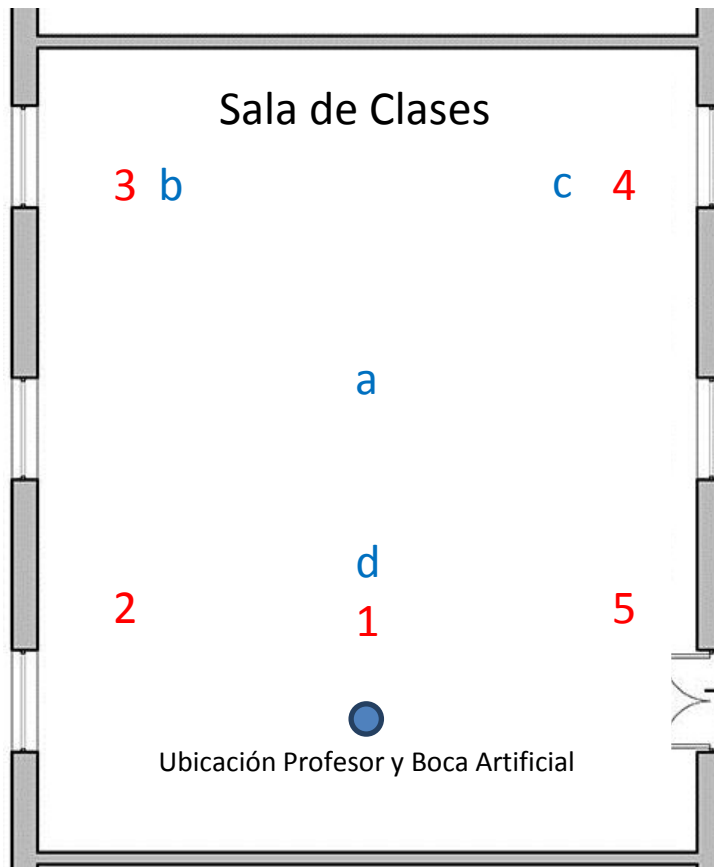 Sala de Clases
3 b c 4
a
d
2 1 5
Ubicación Profesor y Boca Artificial